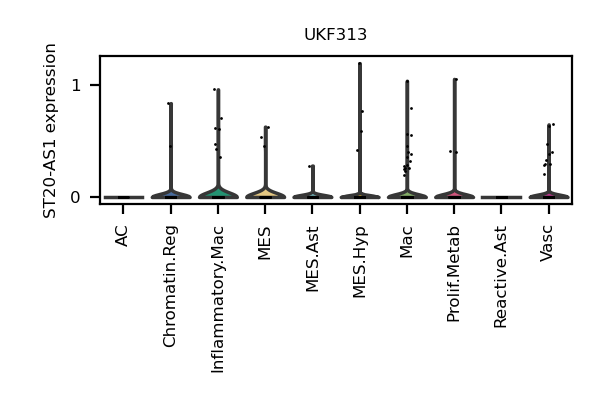 UKF313
ST20-AS1 expression
1
0
AC
Chromatin.Reg
Inflammatory.Mac
MES
MES.Ast
MES.Hyp
Mac
Prolif.Metab
Reactive.Ast
Vasc